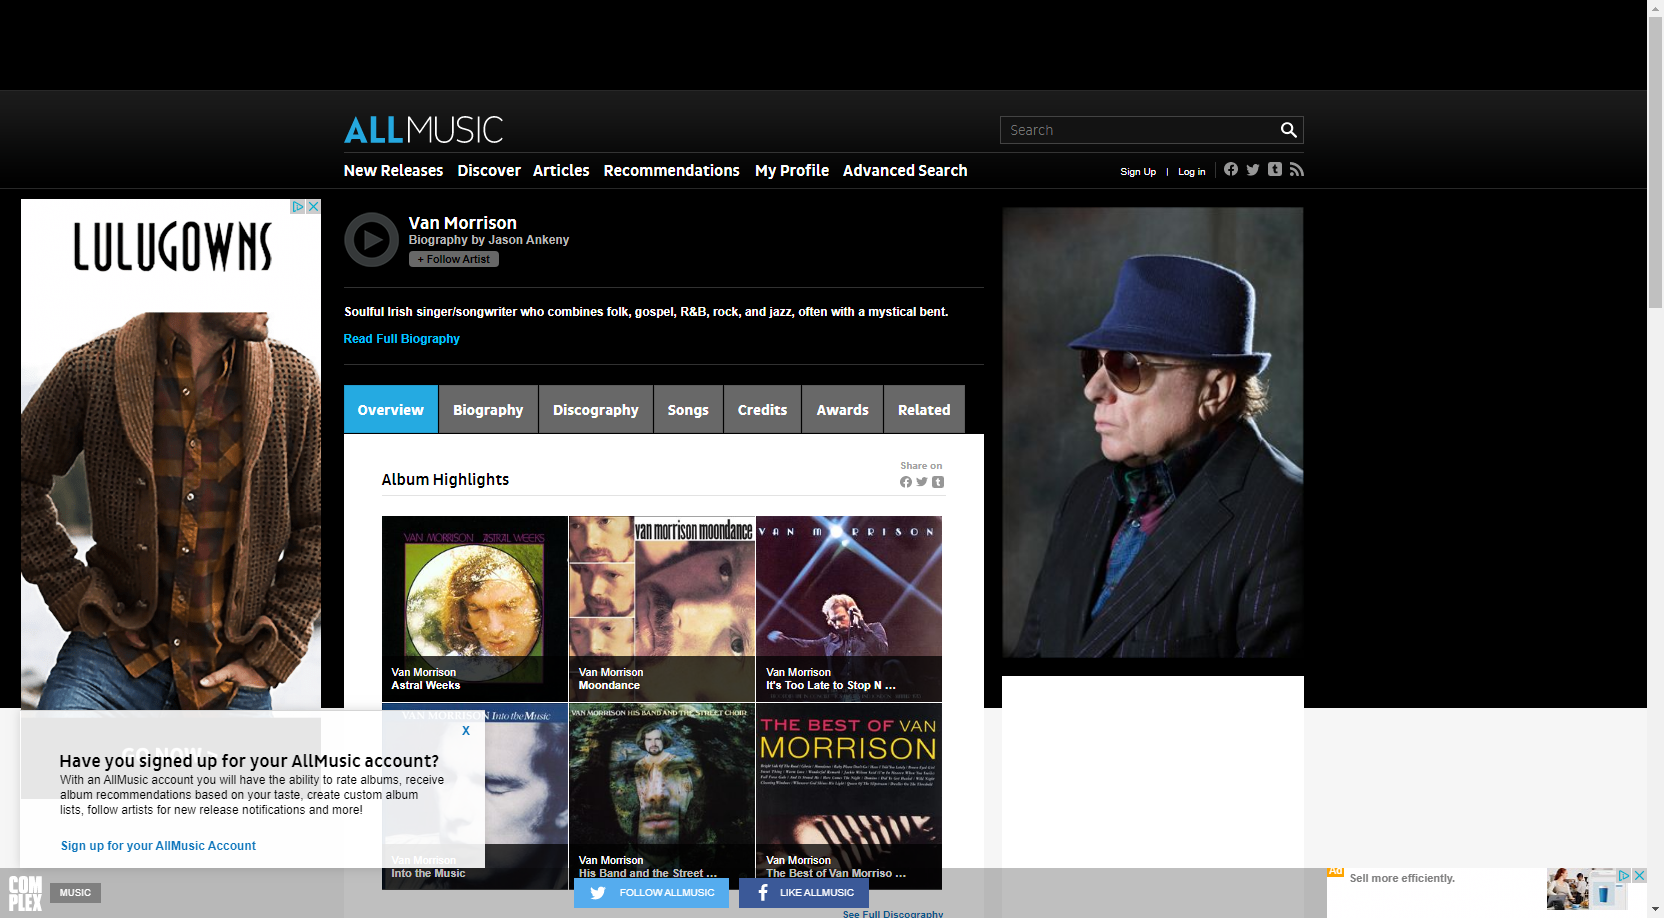 ALLMUSIC
Search
New Releases Discover Articles Recommendations My Profile Advanced Search
Sign Up | Log in
LULUGOWNS
Van Morrison
Biography by Jason Ankeny
+ Follow Artist
Soulful Irish singer/songwriter who combines folk, gospel, R&B, rock, and jazz, often with a mystical bent.
Read Full Biography
Overview Biography Discography Songs Credits Awards Related
Album Highlights
Share on
VAN MORRISON ASTRAL WEEKS
van morrison moondance
VAN MORRISON
Van Morrison
Astral Weeks
Van Morrison
Moondance
Van Morrison
It's Too Late to Stop N ...
VAN MORRISON Into the Music
VAN MORRISON HIS BAND AND THE STREET CHOIR
THE BEST OF VAN
MORRISON
Van Morrison
Into the Music
Van Morrison
His Band and the Street ...
Van Morrison
The Best of Van Morriso ...
See Full Discography
GO NOW >
X
Have you signed up for your AllMusic account?
With an AllMusic account you will have the ability to rate albums, receive
album recommendations based on your taste, create custom album
lists, follow artists for new release notifications and more!
Sign up for your AllMusic Account
COM
PLEX
MUSIC
FOLLOW ALLMUSIC
LIKE ALLMUSIC
Ad
Sell more efficiently.